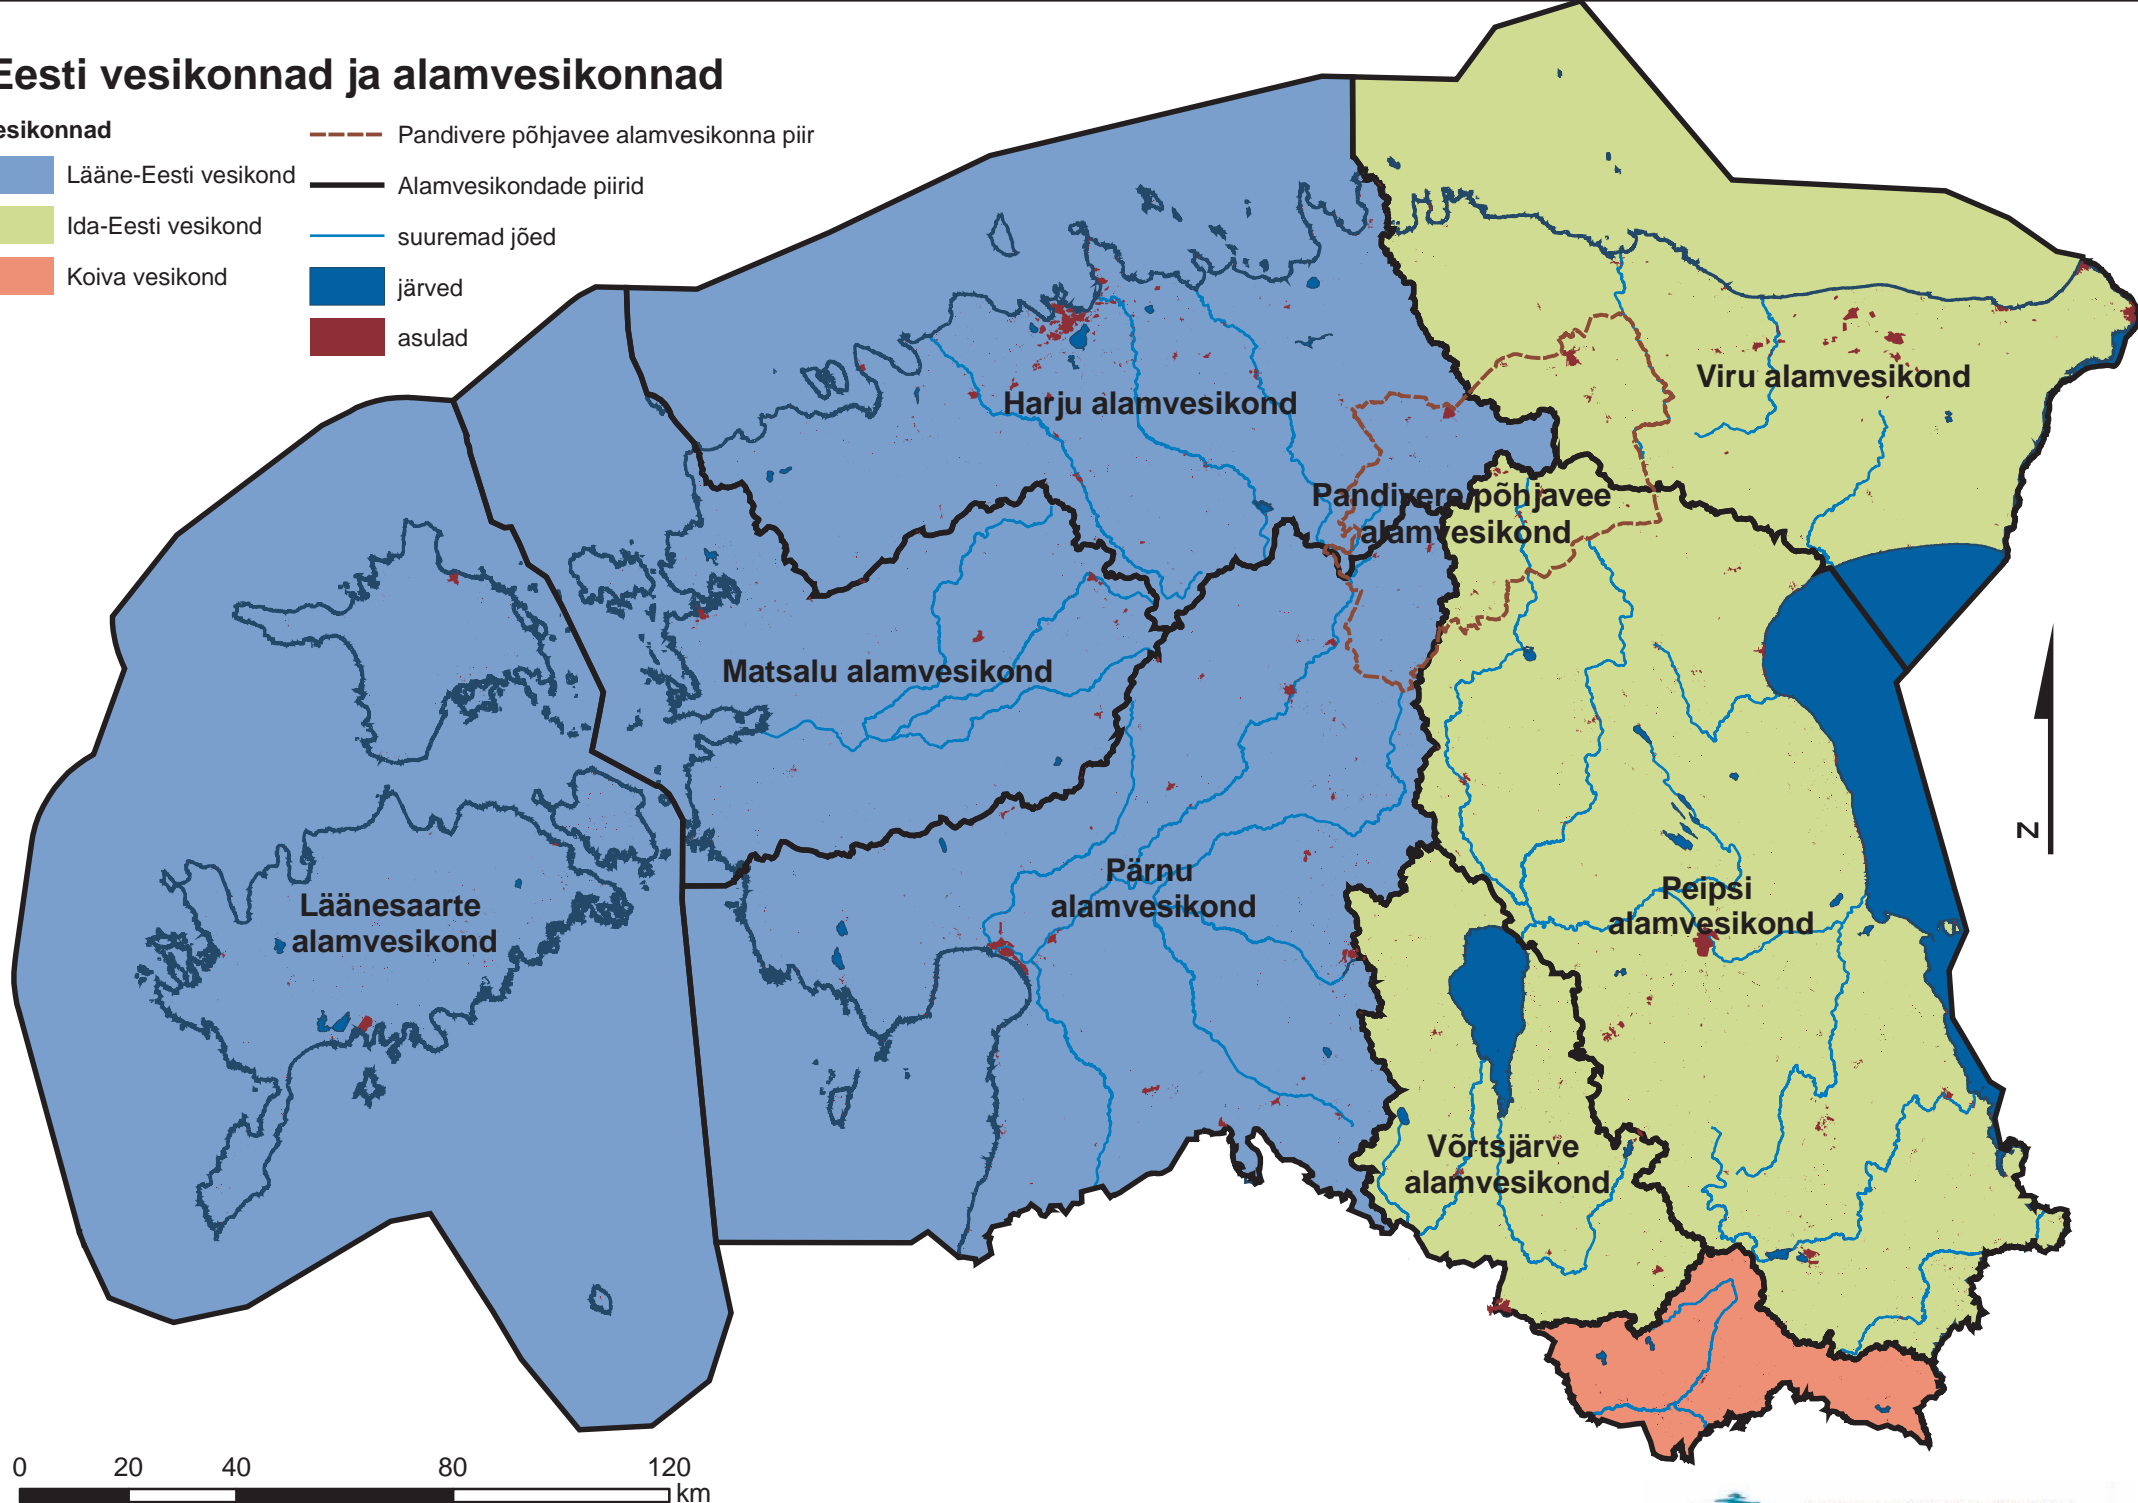 Eesti vesikonnad ja alamvesikonnad
esikonnad
Lääne-Eesti vesikond
Ida-Eesti vesikond
Koiva vesikond
Pandivere põhjavee alamvesikonna piir
Alamvesikondade piirid
suuremad jõed
järved
asulad
Harju alamvesikond
Viru alamvesikond
Pandivere põhjavee
alamvesikond
Matsalu alamvesikond
Läänesaarte
alamvesikond
Pärnu
alamvesikond
Peipsi
alamvesikond
Võrtsjärve
alamvesikond
N
0 20 40 80 120
km